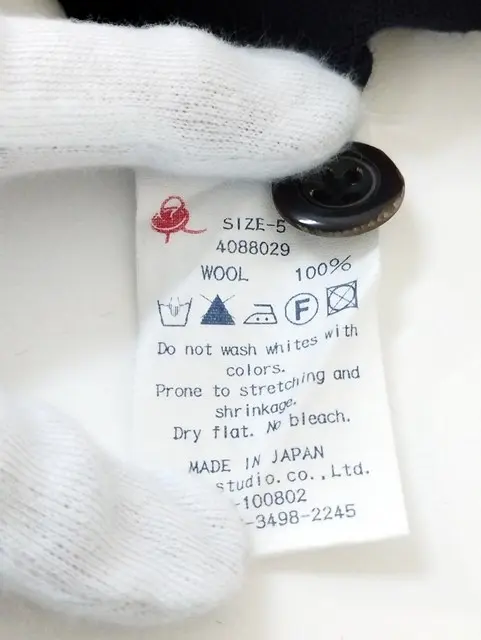 SIZE-5
4088029
WOOL 100%
F
Do not wash whites with
colors.
Prone to stretching and
shrinkage.
Dry flat. No bleach.
MADE IN JAPAN
studio.co.,Ltd.
-100802
-3498-2245